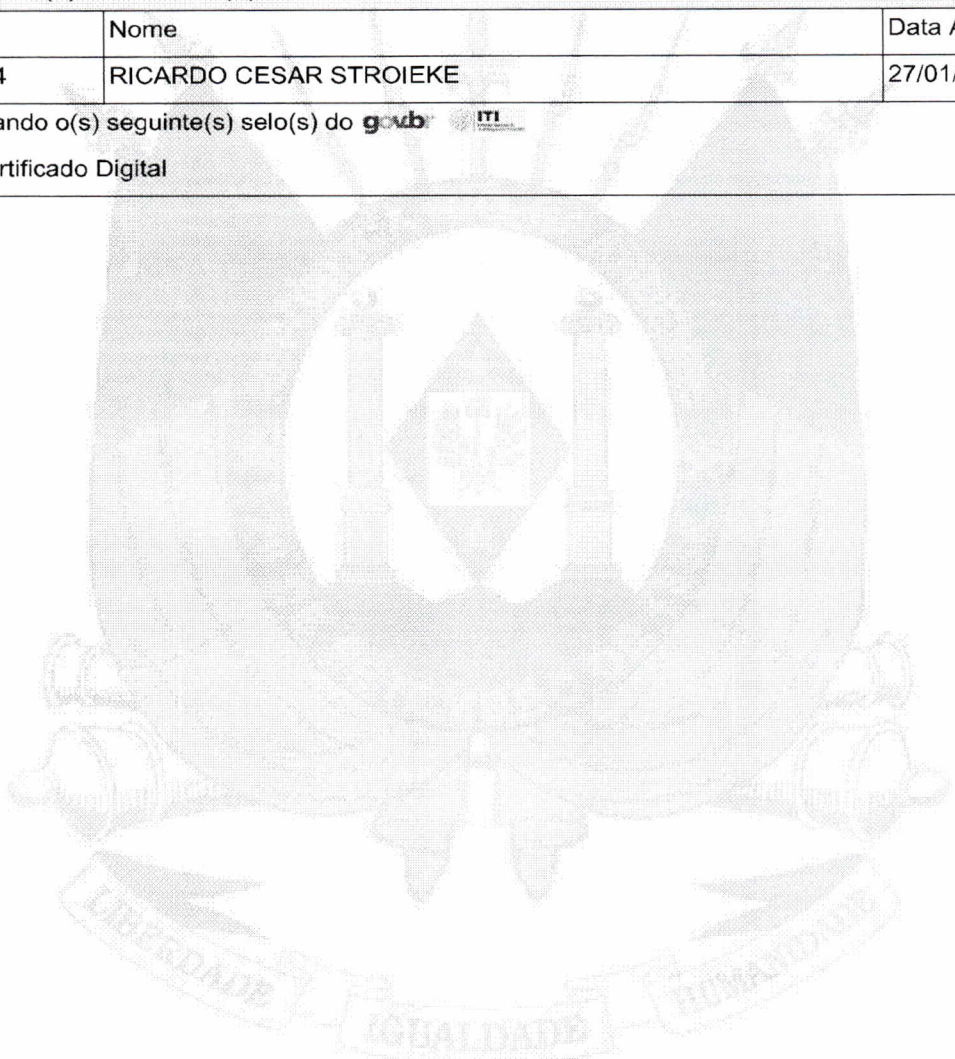 Nome Data A
4 RICARDO CESAR STROIEKE 27/01/
ando o(s) seguinte(s) selo(s) do gov.br ITI
rtificado Digital
LIBERDADE IGUALDADE HUMANIDADE